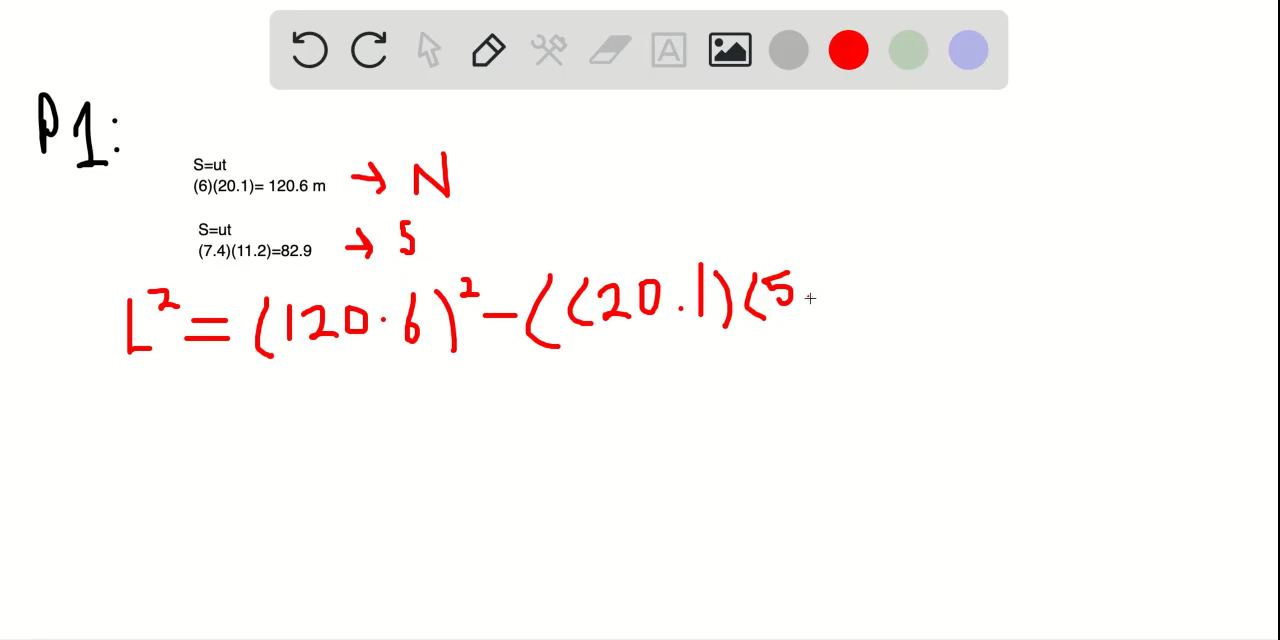 P1:
S=ut
(6)(20.1)= 120.6 m → N
S=ut
(7.4)(11.2)=82.9 → S
L² = (120.6)² - ((20.1)(5